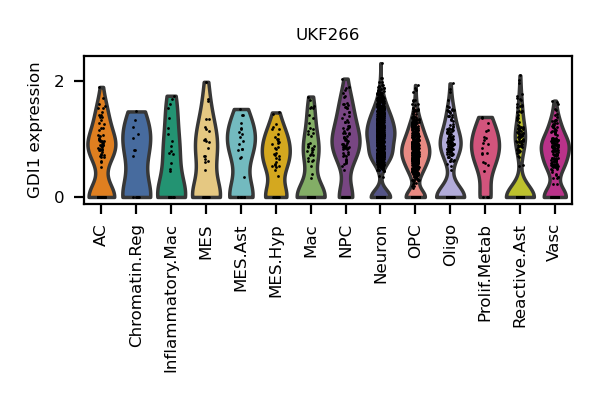 UKF266
GDI1 expression
2
0
AC
Chromatin.Reg
Inflammatory.Mac
MES
MES.Ast
MES.Hyp
Mac
NPC
Neuron
OPC
Oligo
Prolif.Metab
Reactive.Ast
Vasc